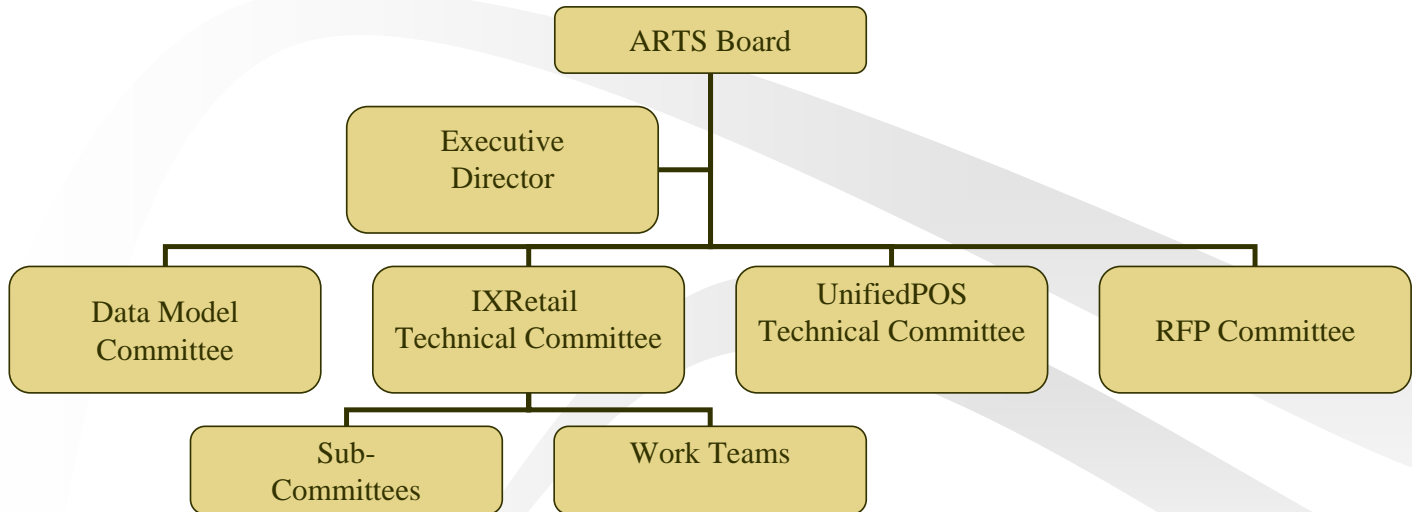 ARTS Board
Executive
Director
Data Model
Committee
IXRetail
Technical Committee
UnifiedPOS
Technical Committee
RFP Committee
Sub-
Committees
Work Teams